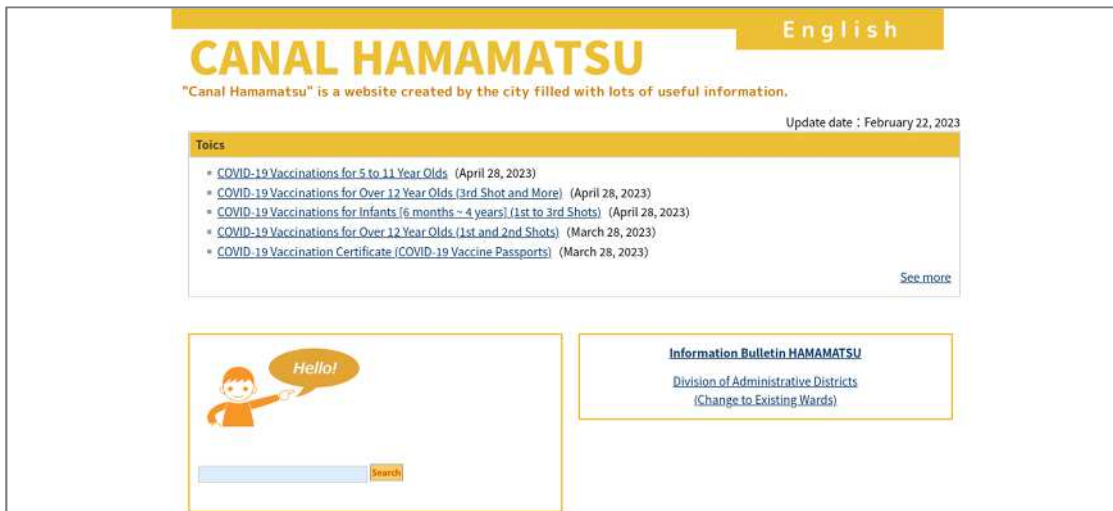 English
CANAL HAMAMATSU
"Canal Hamamatsu" is a website created by the city filled with lots of useful information.
Update date：February 22, 2023
Toics
COVID-19 Vaccinations for 5 to 11 Year Olds (April 28, 2023)
COVID-19 Vaccinations for Over 12 Year Olds (3rd Shot and More) (April 28, 2023)
COVID-19 Vaccinations for Infants [6 months ~ 4 years] (1st to 3rd Shots) (April 28, 2023)
COVID-19 Vaccinations for Over 12 Year Olds (1st and 2nd Shots) (March 28, 2023)
COVID-19 Vaccination Certificate (COVID-19 Vaccine Passports) (March 28, 2023)
See more
Hello!
Search
Information Bulletin HAMAMATSU
Division of Administrative Districts
(Change to Existing Wards)